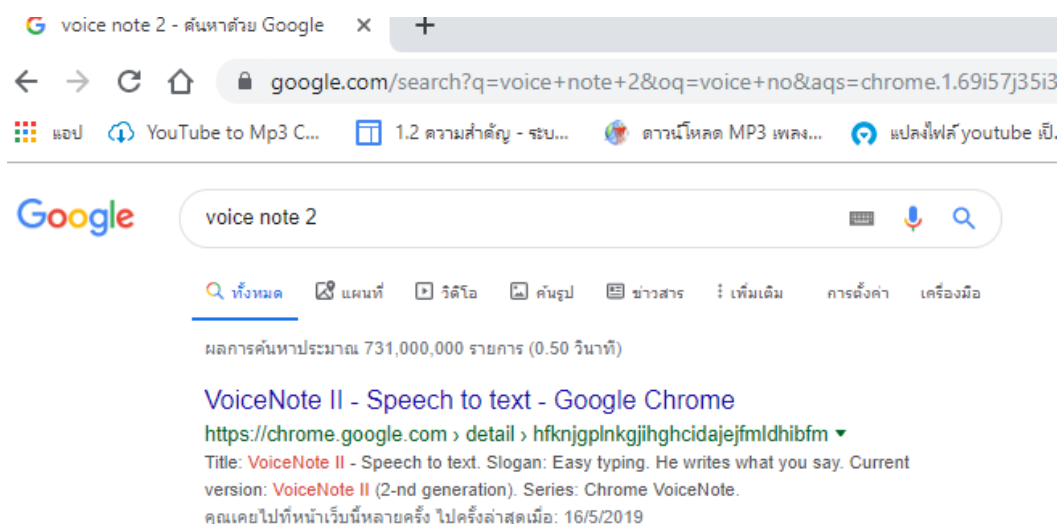 voice note 2 - ค้นหาด้วย Google
google.com/search?q=voice+note+2&oq=voice+no&aqs=chrome.1.69i57j35i3
แอป YouTube to Mp3 C... 1.2 ความสำคัญ - ระบ... ดาวน์โหลด MP3 เพลง... แปลงไฟล์ youtube เป็.
Google voice note 2
ทั้งหมด แผนที่ วิดีโอ ค้นรูป ข่าวสาร เพิ่มเติม การตั้งค่า เครื่องมือ
ผลการค้นหาประมาณ 731,000,000 รายการ (0.50 วินาที)
VoiceNote II - Speech to text - Google Chrome
https://chrome.google.com › detail › hfknjgplnkgjihghcidajejfmldhibfm
Title: VoiceNote II - Speech to text. Slogan: Easy typing. He writes what you say. Current
version: VoiceNote II (2-nd generation). Series: Chrome VoiceNote.
คุณเคยไปที่หน้าเว็บนี้หลายครั้ง ไปครั้งล่าสุดเมื่อ: 16/5/2019